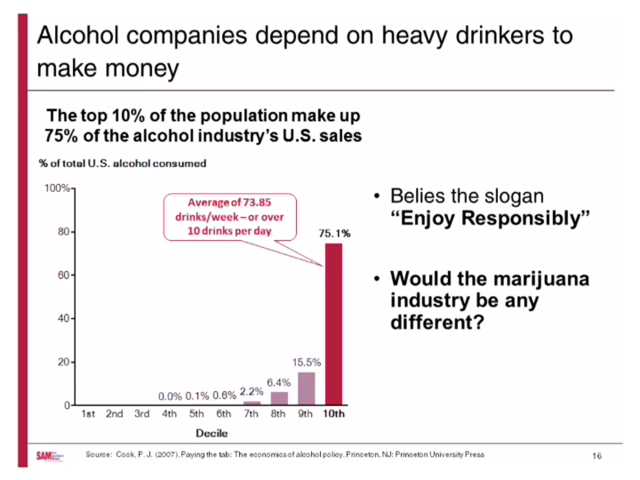 Alcohol companies depend on heavy drinkers to
make money
The top 10% of the population make up
75% of the alcohol industry's U.S. sales
% of total U.S. alcohol consumed
100%
80
60
40
20
0
Average of 73.85
drinks/week – or over
10 drinks per day
0.0% 0.1% 0.6% 2.2% 6.4% 15.5% 75.1%
1st 2nd 3rd 4th 5th 6th 7th 8th 9th 10th
Decile
• Belies the slogan
"Enjoy Responsibly"
• Would the marijuana
industry be any
different?
SAM
Source: Cook, P. J. (2007). Paying the tab: The economics of alcohol policy. Princeton, NJ: Princeton University Press
16